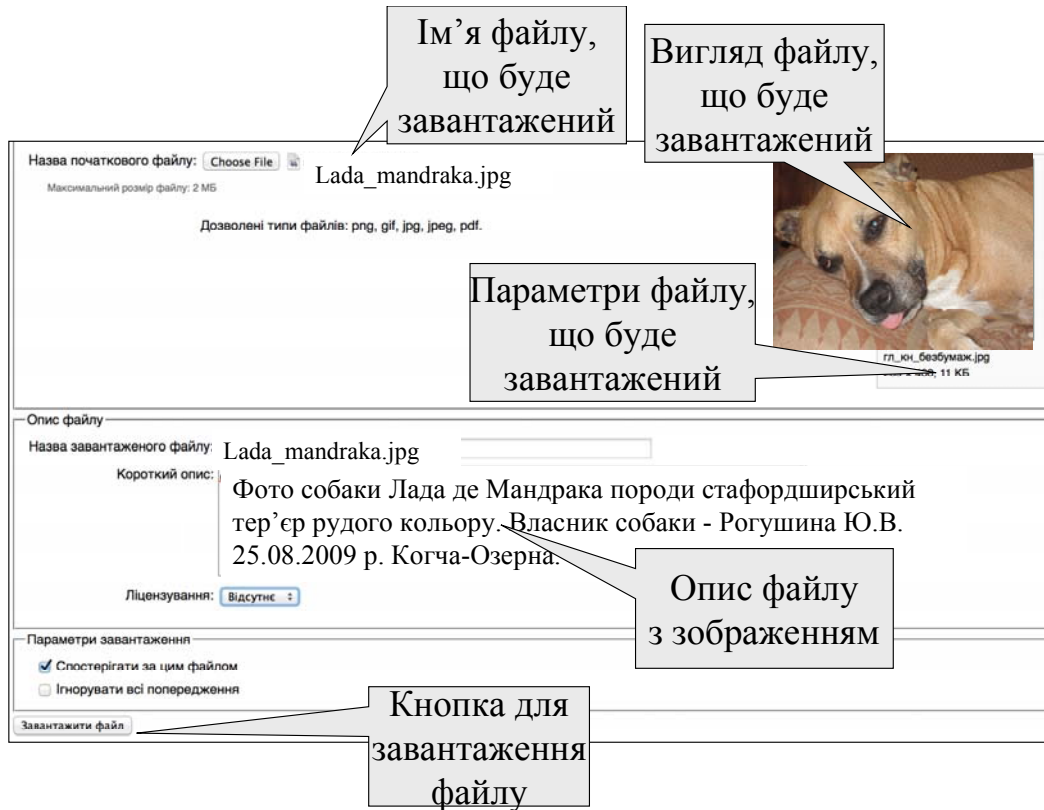 Ім’я файлу,
що буде
завантажений
Вигляд файлу,
що буде
завантажений
Назва початкового файлу: Choose File
Lada_mandraka.jpg
Максимальний розмір файлу: 2 МБ
Дозволені типи файлів: png, gif, jpg, jpeg, pdf.
Параметри файлу,
що буде
завантажений
гл_кн_безбумаж.jpg
11 КБ
Опис файлу
Назва завантаженого файлу:
Lada_mandraka.jpg
Короткий опис:
Фото собаки Лада де Мандрака породи стафордширський
тер’єр рудого кольору. Власник собаки - Рогушина Ю.В.
25.08.2009 р. Когча-Озерна.
Ліцензування: Відсутнє
Опис файлу
з зображенням
Параметри завантаження
Спостерігати за цим файлом
Ігнорувати всі попередження
Завантажити файл
Кнопка для
завантаження
файлу